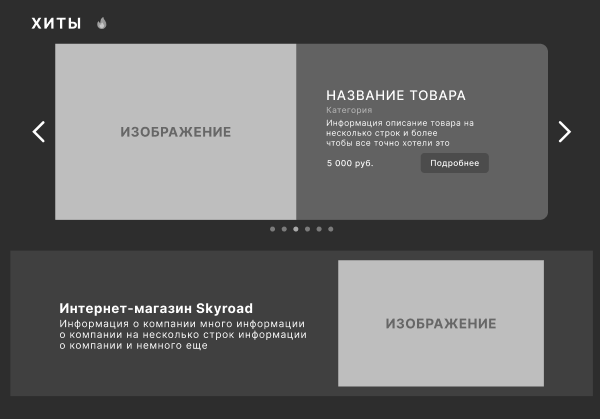 ХИТЫ
ИЗОБРАЖЕНИЕ
НАЗВАНИЕ ТОВАРА
Категория
Информация описание товара на
несколько строк и более
чтобы все точно хотели это
5 000 руб.
Подробнее
Интернет-магазин Skyroad
Информация о компании много информации
о компании на несколько строк информации
о компании и немного еще
ИЗОБРАЖЕНИЕ